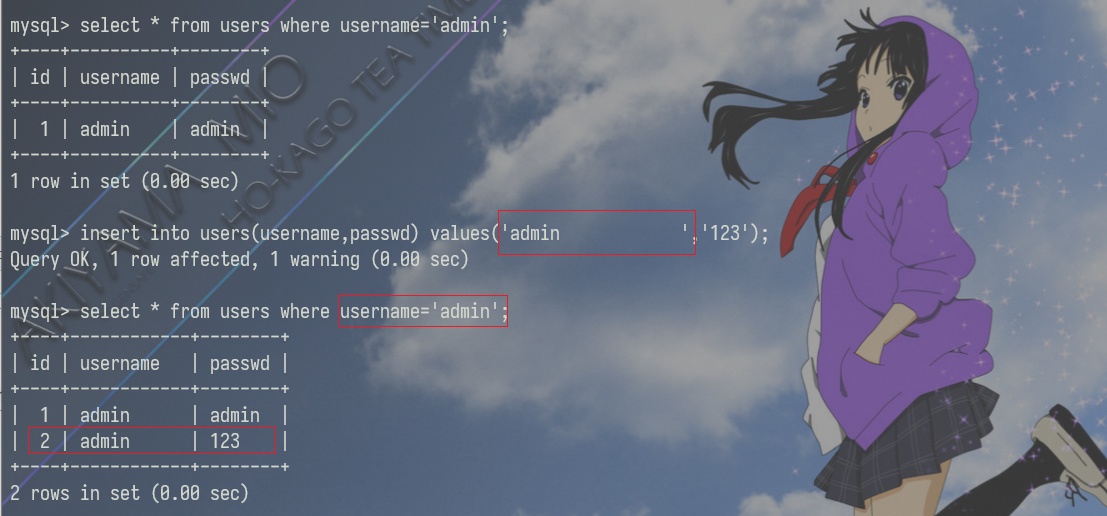 mysql> select * from users where username='admin';
+----+----------+--------+
| id | username | passwd |
+----+----------+--------+
|  1 | admin    | admin  |
+----+----------+--------+
1 row in set (0.00 sec)
mysql> insert into users(username,passwd) values('admin            ','123');
Query OK, 1 row affected, 1 warning (0.00 sec)
mysql> select * from users where username='admin';
+----+------------+--------+
| id | username   | passwd |
+----+------------+--------+
|  1 | admin      | admin  |
|  2 | admin      | 123    |
+----+------------+--------+
2 rows in set (0.00 sec)
AKIYAMA MIO
HO-KAGO TEA TIME